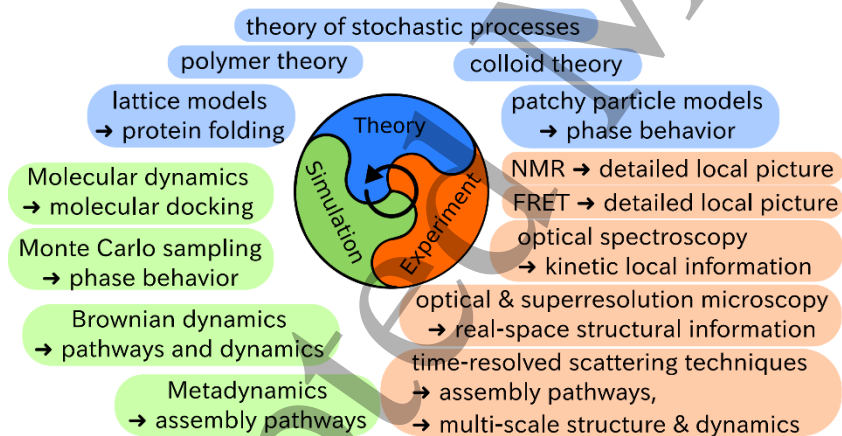 theory of stochastic processes
polymer theory
colloid theory
lattice models
→ protein folding
patchy particle models
→ phase behavior
Theory
Simulation
Experiment
Molecular dynamics
→ molecular docking
Monte Carlo sampling
→ phase behavior
Brownian dynamics
→ pathways and dynamics
Metadynamics
→ assembly pathways
NMR → detailed local picture
FRET → detailed local picture
optical spectroscopy
→ kinetic local information
optical & superresolution microscopy
→ real-space structural information
time-resolved scattering techniques
→ assembly pathways,
→ multi-scale structure & dynamics